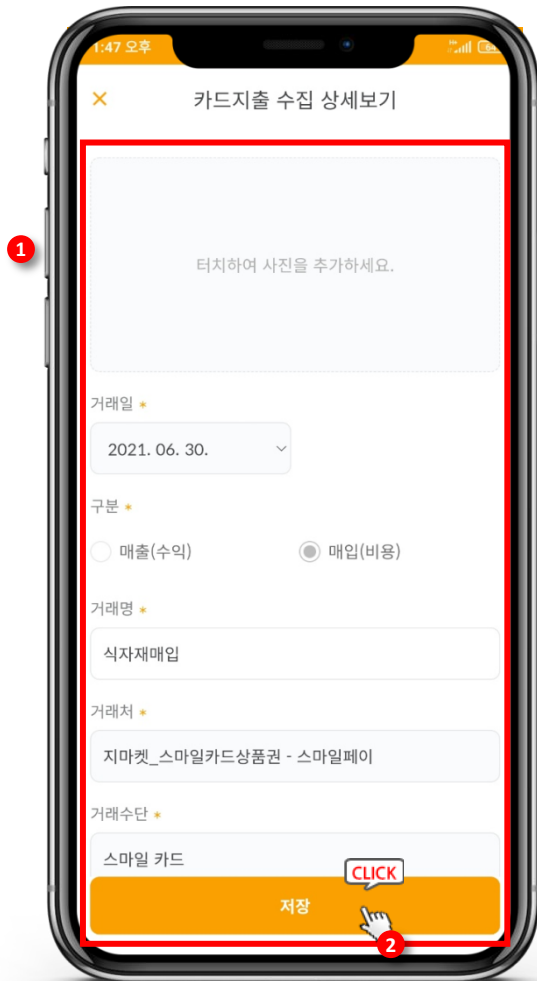 1:47 오후
64
× 카드지출 수집 상세보기
1
터치하여 사진을 추가하세요.
거래일 *
2021. 06. 30.
구분 *
매출(수익) 매입(비용)
거래명 *
식자재매입
거래처 *
지마켓_스마일카드상품권 - 스마일페이
거래수단 *
스마일 카드
CLICK
저장
2